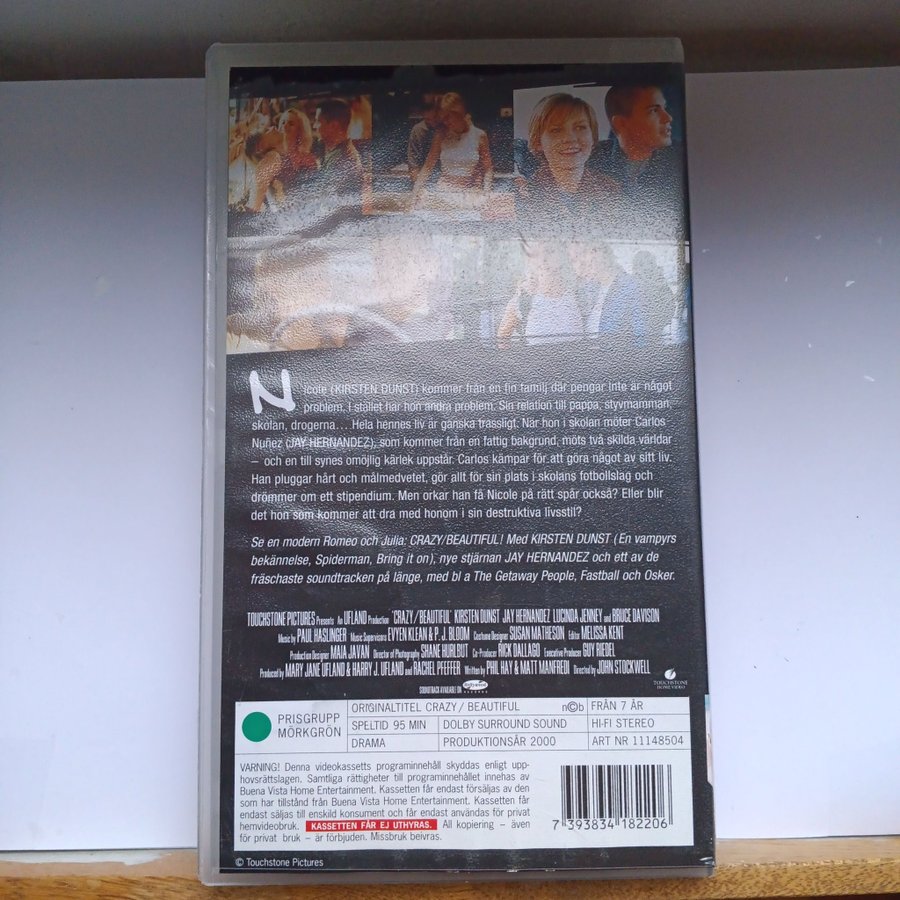 Nicole (KIRSTEN DUNST) kommer från en fin familj där pengar inte är något
problem. I stället har hon andra problem. Sin relation till pappa, styvmamman,
skolan, drogerna... Hela hennes liv är ganska trassligt. När hon i skolan möter Carlos
Nuñez (JAY HERNANDEZ), som kommer från en fattig bakgrund, möts två skilda världar
– och en till synes omöjlig kärlek uppstår. Carlos kämpar för att göra något av sitt liv.
Han pluggar hårt och målmedvetet, gör allt för sin plats i skolans fotbollslag och
drömmer om ett stipendium. Men orkar han få Nicole på rätt spår också? Eller blir
det hon som kommer att dra med honom i sin destruktiva livsstil?
Se en modern Romeo och Julia: CRAZY/BEAUTIFUL! Med KIRSTEN DUNST (En vampyrs
bekännelse, Spiderman, Bring it on), nye stjärnan JAY HERNANDEZ och ett av de
fräschaste soundtracken på länge, med bl a The Getaway People, Fastball och Osker.
TOUCHSTONE PICTURES Presents An UFLAND Production "CRAZY/BEAUTIFUL" KIRSTEN DUNST JAY HERNANDEZ LUCINDA JENNEY and BRUCE DAVISON
Music by PAUL HASLINGER Music Supervisors EVYEN KLEAN & P. J. BLOOM Costume Designer SUSAN MATHESON Editor MELISSA KENT
Production Designer MAIA JAVAN Director of Photography SHANE HURLBUT Co-Producer RICK DALLAGO Executive Producer GUY RIEDEL
Produced by MARY JANE UFLAND & HARRY J. UFLAND and RACHEL PFEFFER Written by PHIL HAY & MATT MANFREDI Directed by JOHN STOCKWELL
SOUNDTRACK AVAILABLE ON Hollywood RECORDS
TOUCHSTONE
HOME VIDEO
PRISGRUPP
MÖRKGRÖN
ORIGINALTITEL CRAZY / BEAUTIFUL n©b FRÅN 7 ÅR
SPELTID 95 MIN DOLBY SURROUND SOUND HI-FI STEREO
DRAMA PRODUKTIONSÅR 2000 ART NR 11148504
VARNING! Denna videokassetts programinnehåll skyddas enligt upp-
hovsrättslagen. Samtliga rättigheter till programinnehållet innehas av
Buena Vista Home Entertainment. Kassetten får endast försäljas av den
som har tillstånd från Buena Vista Home Entertainment. Kassetten får
endast säljas till enskild konsument och får endast användas för privat
hemvideobruk. KASSETTEN FÅR EJ UTHYRAS. All kopiering – även
för privat bruk – är förbjuden. Missbruk beivras.
7 393834 182206
© Touchstone Pictures